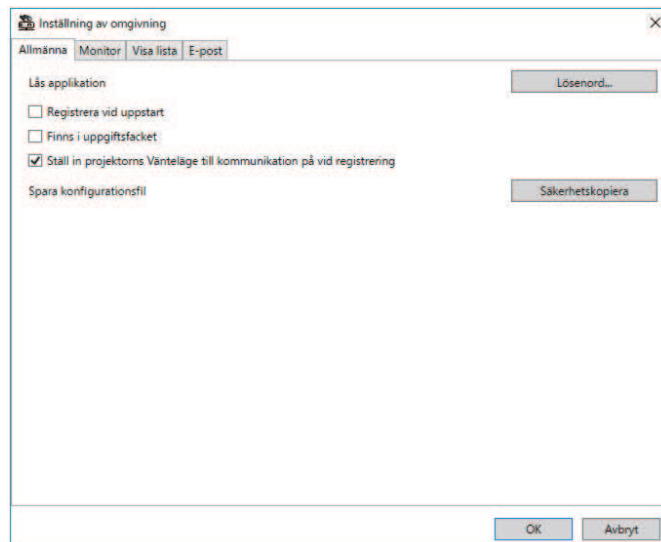 Inställning av omgivning
Allmänna Monitor Visa lista E-post
Lås applikation Lösenord...
Registrera vid uppstart
Finns i uppgiftsfacket
Ställ in projektorns Vänteläge till kommunikation på vid registrering
Spara konfigurationsfil Säkerhetskopiera
OK Avbryt